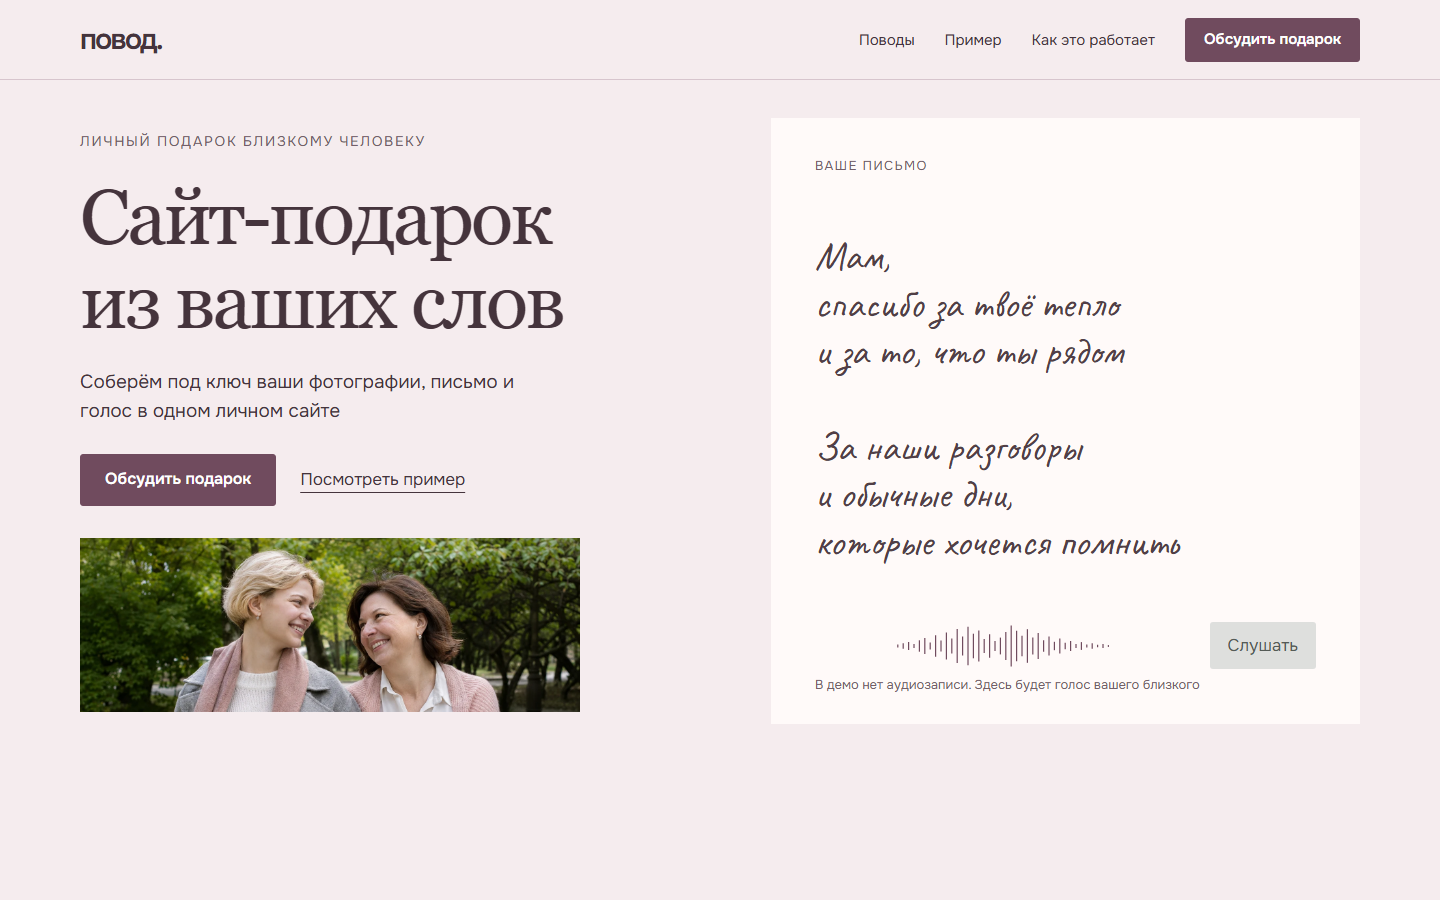 ПОВОД.
Поводы
Пример
Как это работает
Обсудить подарок
ЛИЧНЫЙ ПОДАРОК БЛИЗКОМУ ЧЕЛОВЕКУ
Сайт-подарок
из ваших слов
Соберём под ключ ваши фотографии, письмо и
голос в одном личном сайте
Обсудить подарок
Посмотреть пример
ВАШЕ ПИСЬМО
Мам,
спасибо за твоё тепло
и за то, что ты рядом
За наши разговоры
и обычные дни,
которые хочется помнить
Слушать
В демо нет аудиозаписи. Здесь будет голос вашего близкого